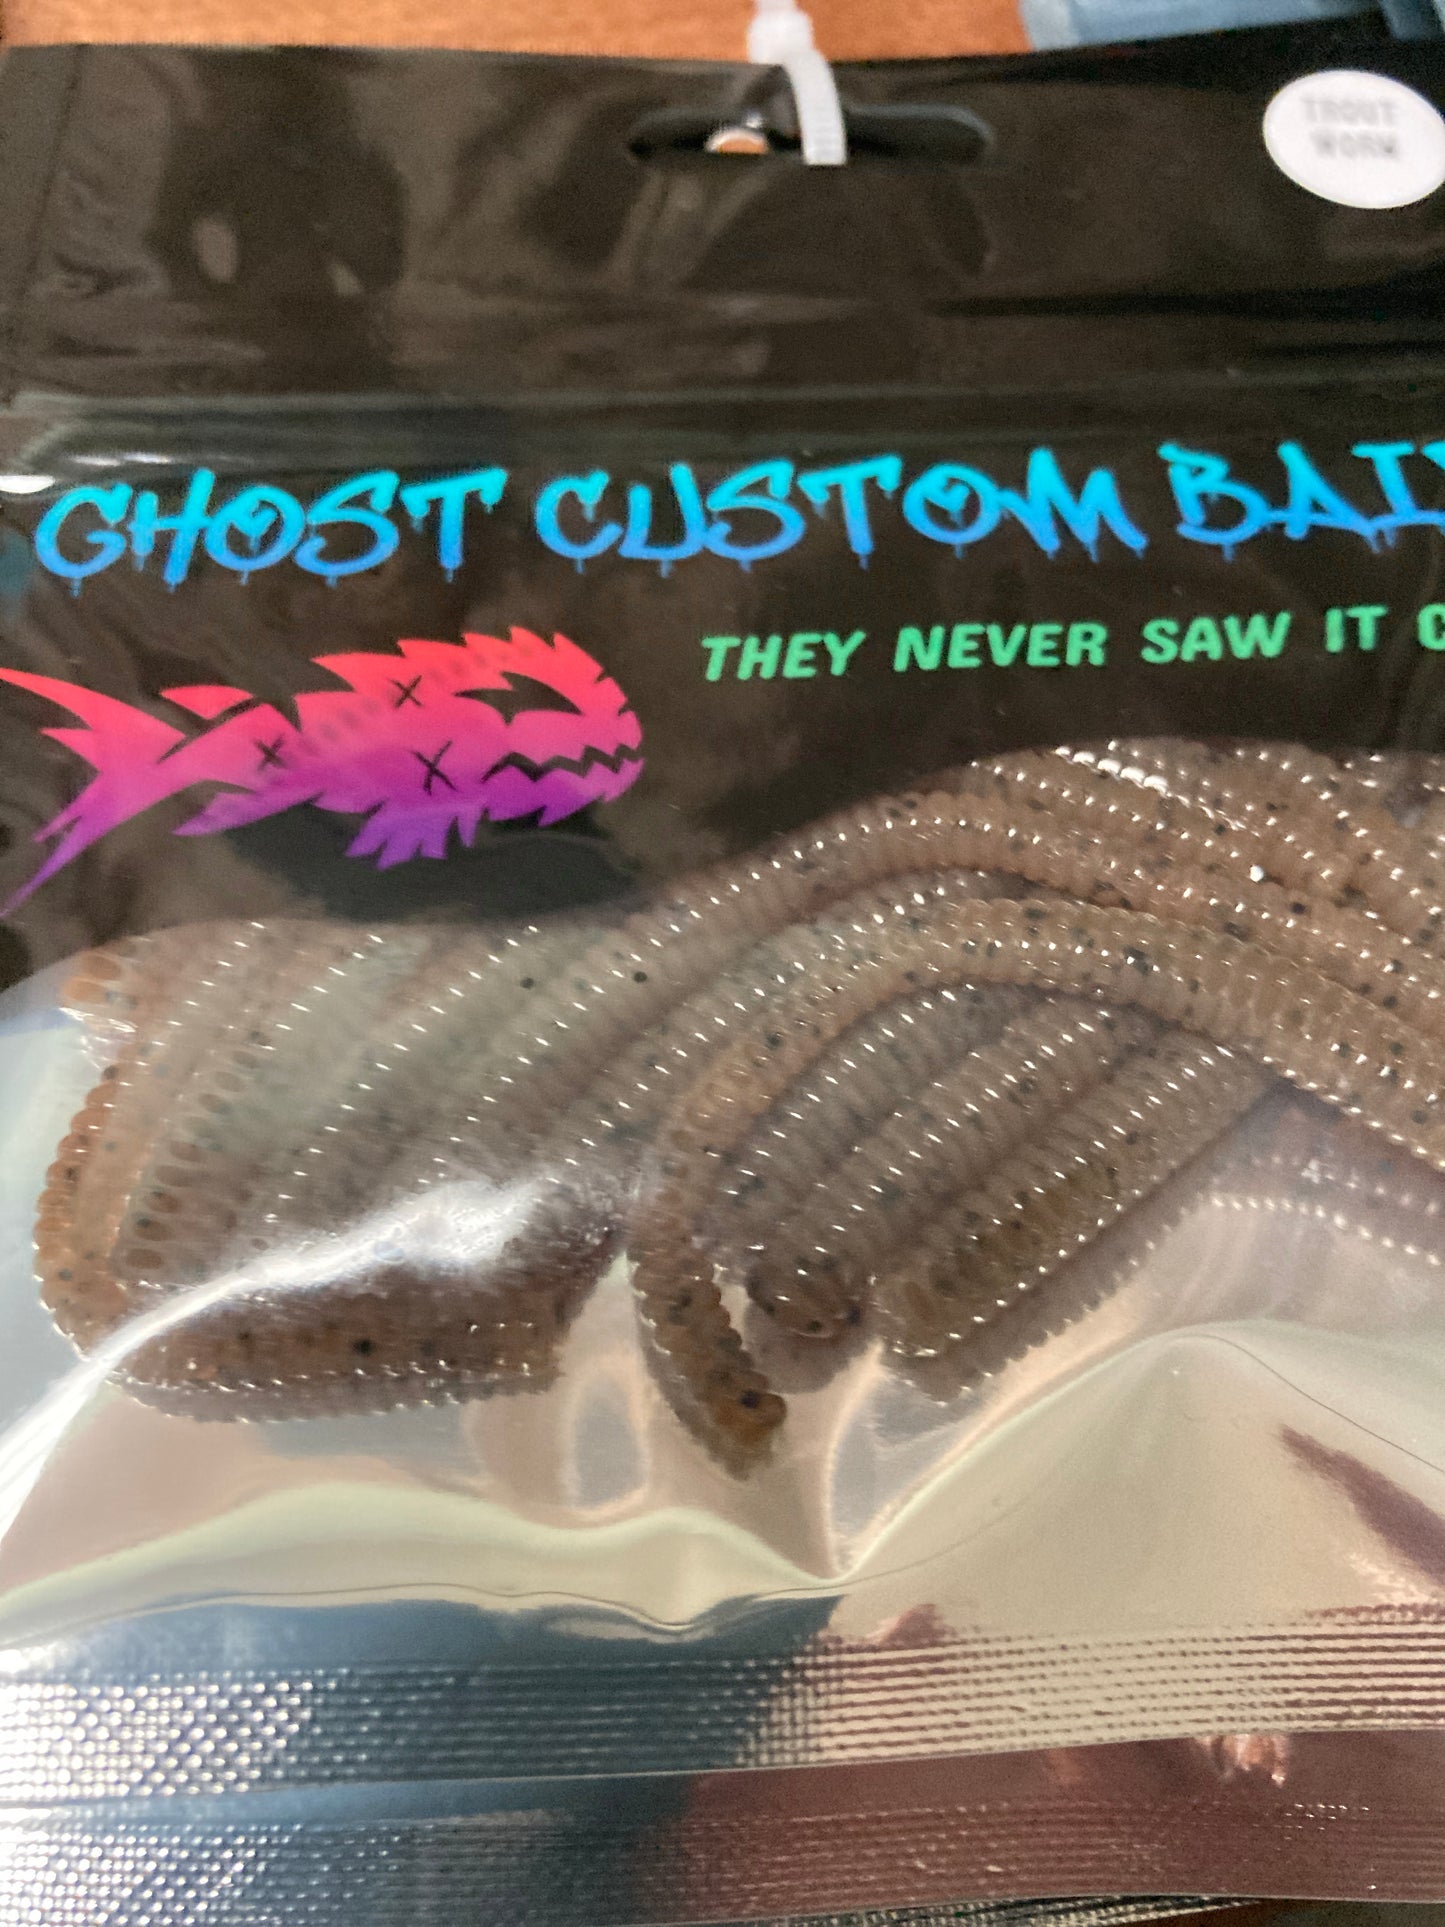 TROUT
WORM
GHOST CUSTOM BAI
THEY NEVER SAW IT C